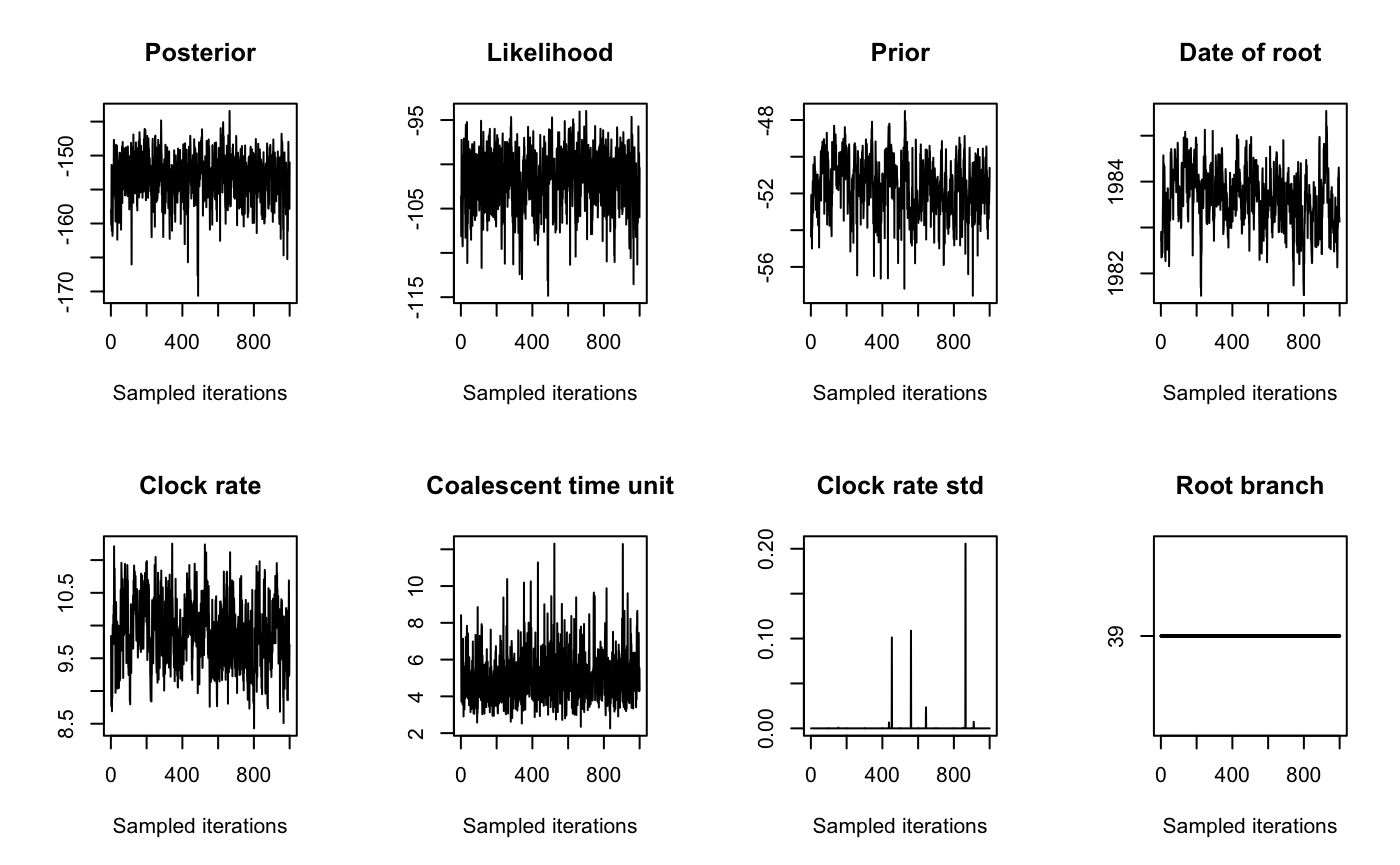 Posterior Likelihood Prior Date of root
-150 -160 -170 -95 -105 -115 -48 -52 -56 1984 1982
0 400 800 0 400 800 0 400 800 0 400 800
Sampled iterations Sampled iterations Sampled iterations Sampled iterations
Clock rate Coalescent time unit Clock rate std Root branch
10.5 9.5 8.5 10 8 6 4 2 0.20 0.10 0.00 39
0 400 800 0 400 800 0 400 800 0 400 800
Sampled iterations Sampled iterations Sampled iterations Sampled iterations